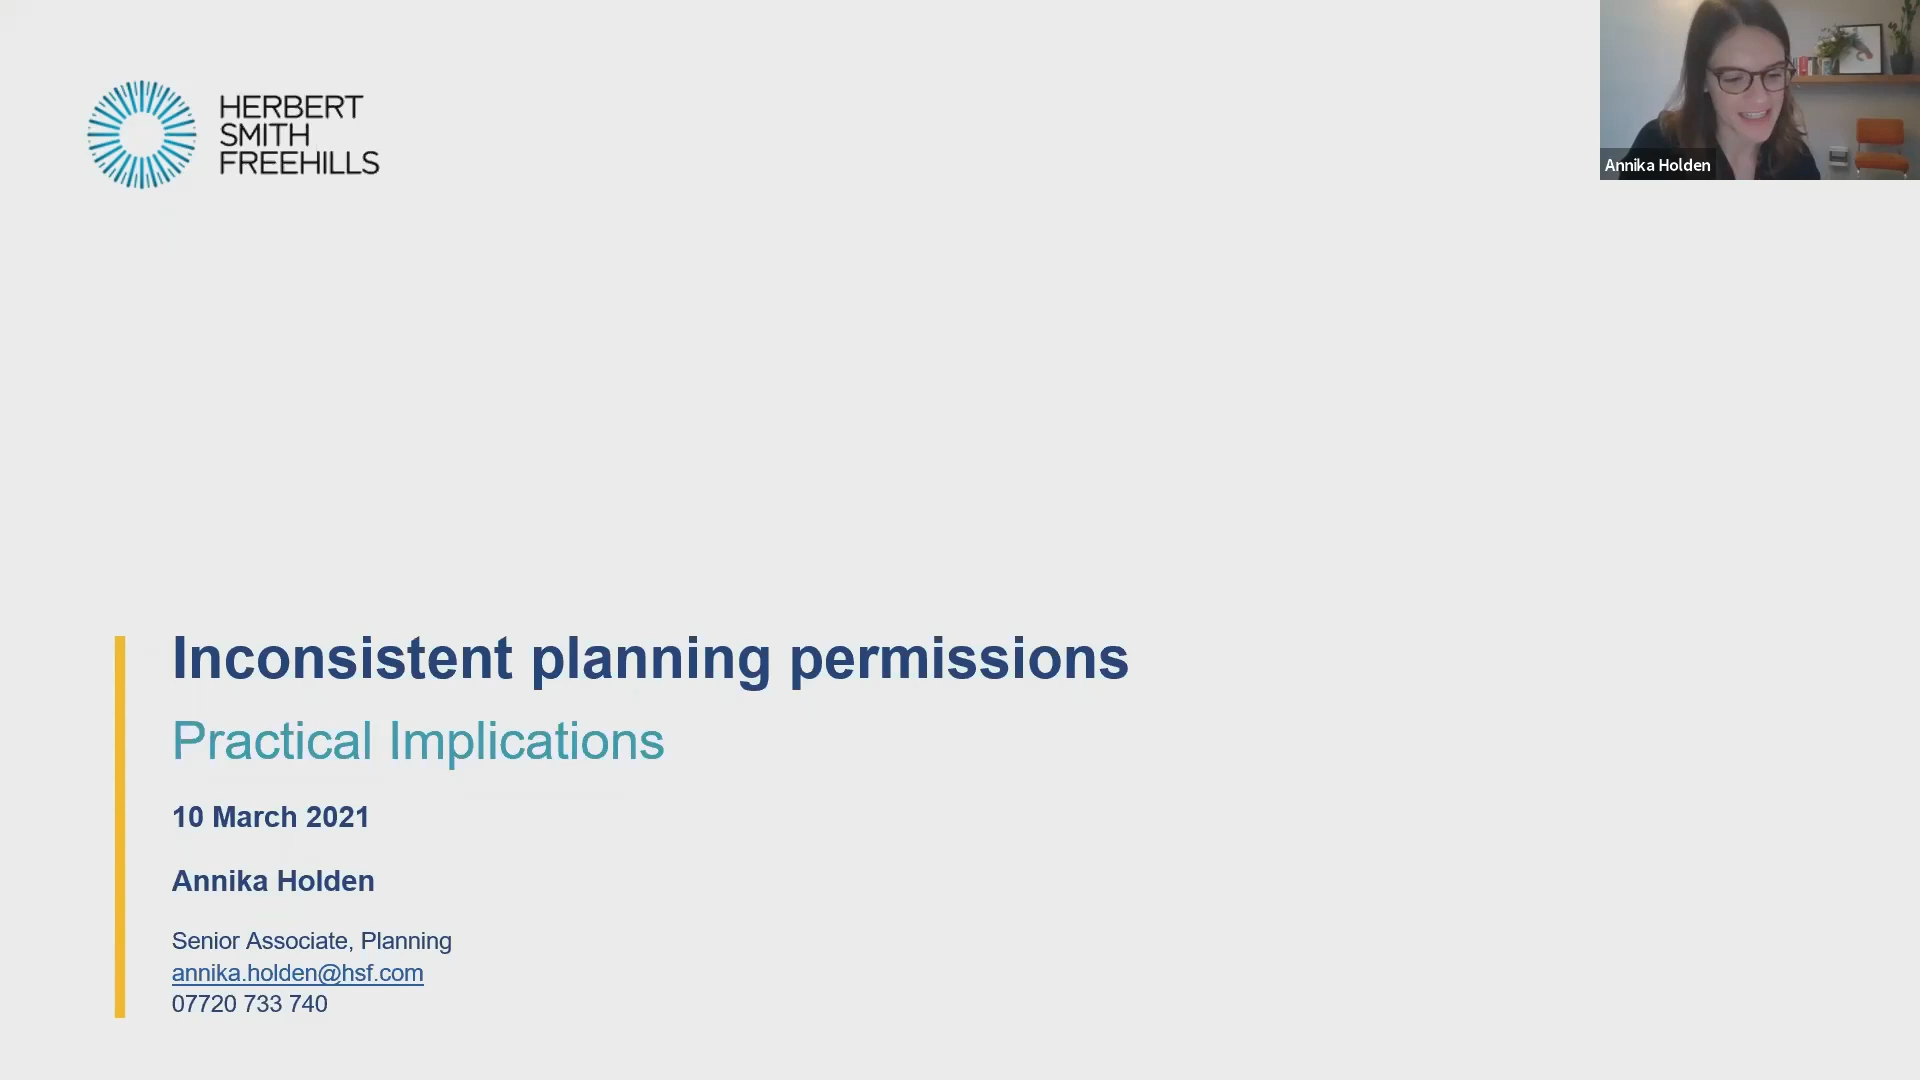 HERBERT
SMITH
FREEHILLS
Annika Holden
Inconsistent planning permissions
Practical Implications
10 March 2021
Annika Holden
Senior Associate, Planning
annika.holden@hsf.com
07720 733 740